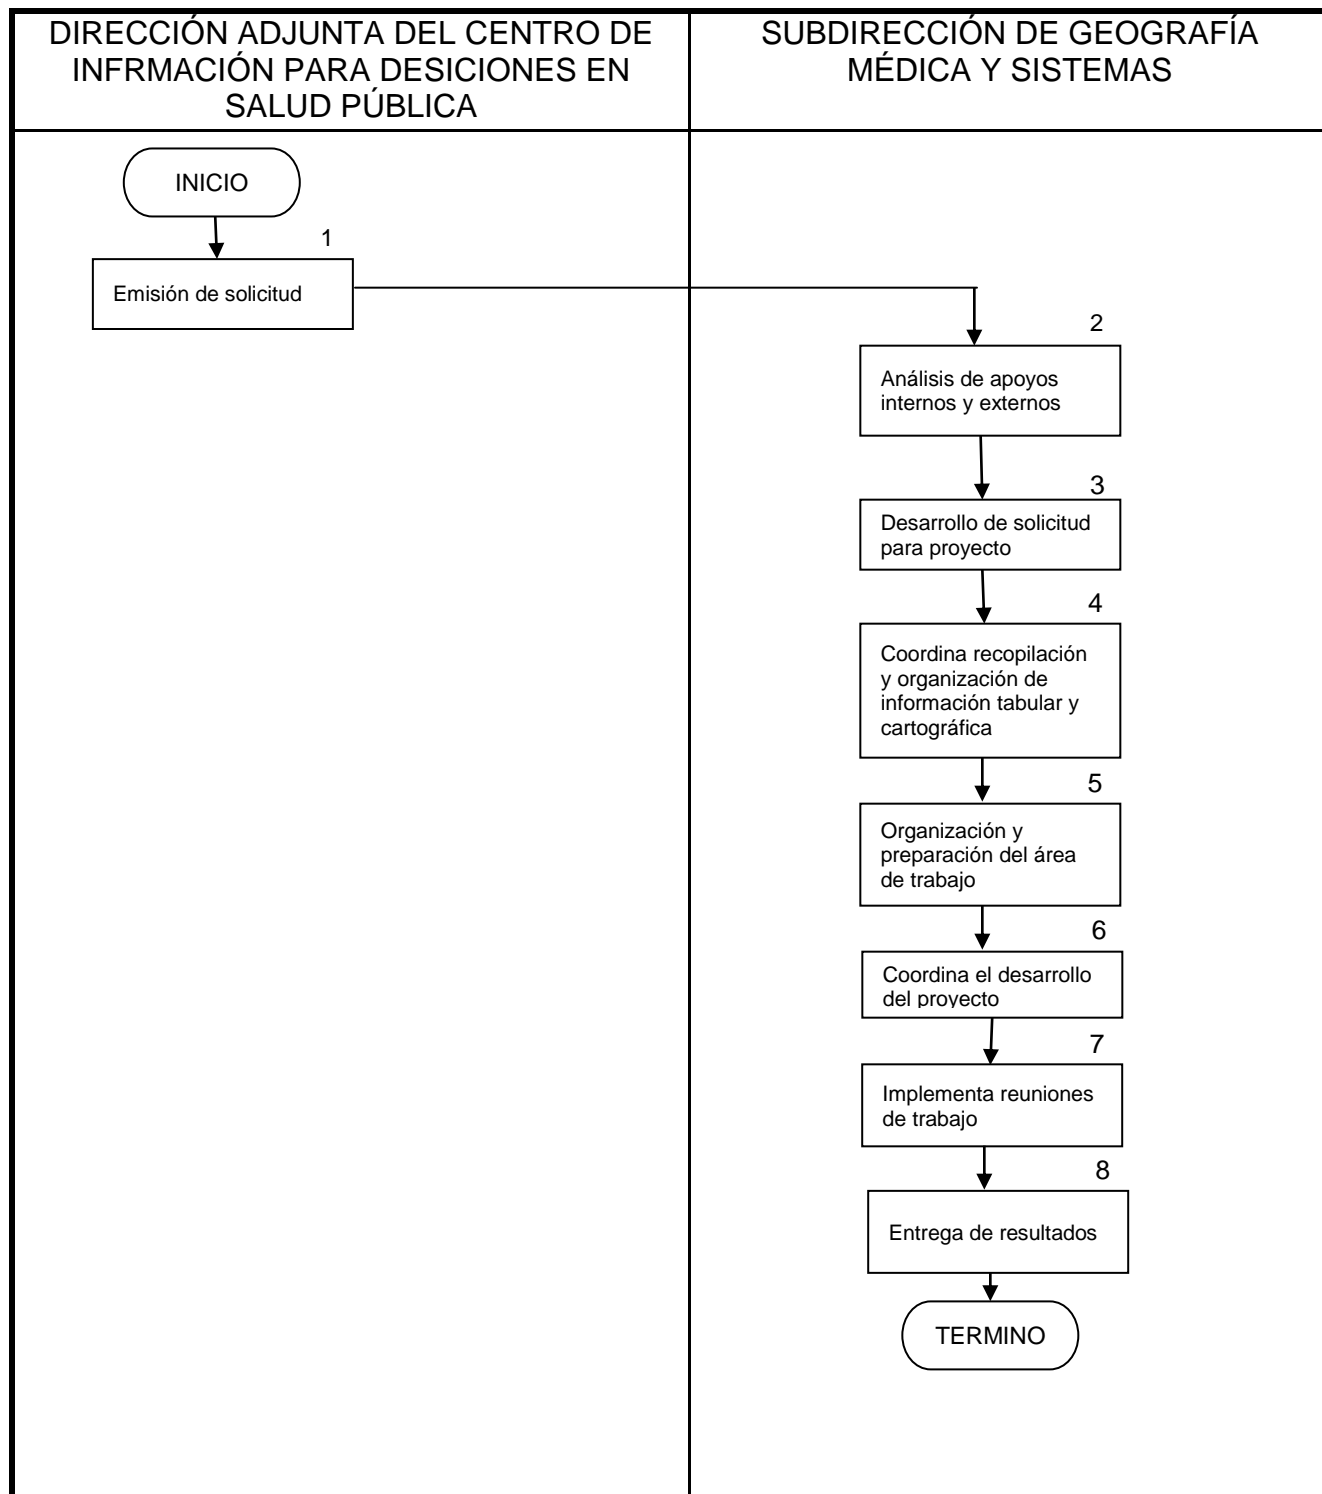 DIRECCIÓN ADJUNTA DEL CENTRO DE
INFRMACIÓN PARA DESICIONES EN
SALUD PÚBLICA
SUBDIRECCIÓN DE GEOGRAFÍA
MÉDICA Y SISTEMAS
INICIO
1
Emisión de solicitud
2
Análisis de apoyos
internos y externos
3
Desarrollo de solicitud
para proyecto
4
Coordina recopilación
y organización de
información tabular y
cartográfica
5
Organización y
preparación del área
de trabajo
6
Coordina el desarrollo
del proyecto
7
Implementa reuniones
de trabajo
8
Entrega de resultados
TERMINO